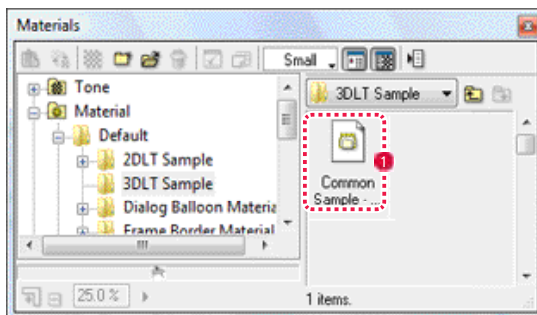 Materials
Small
Tone
Material
Default
2DLT Sample
3DLT Sample
Dialog Balloon Materia
Frame Border Material
25.0 %
3DLT Sample
1
Common
Sample - ...
1 items.